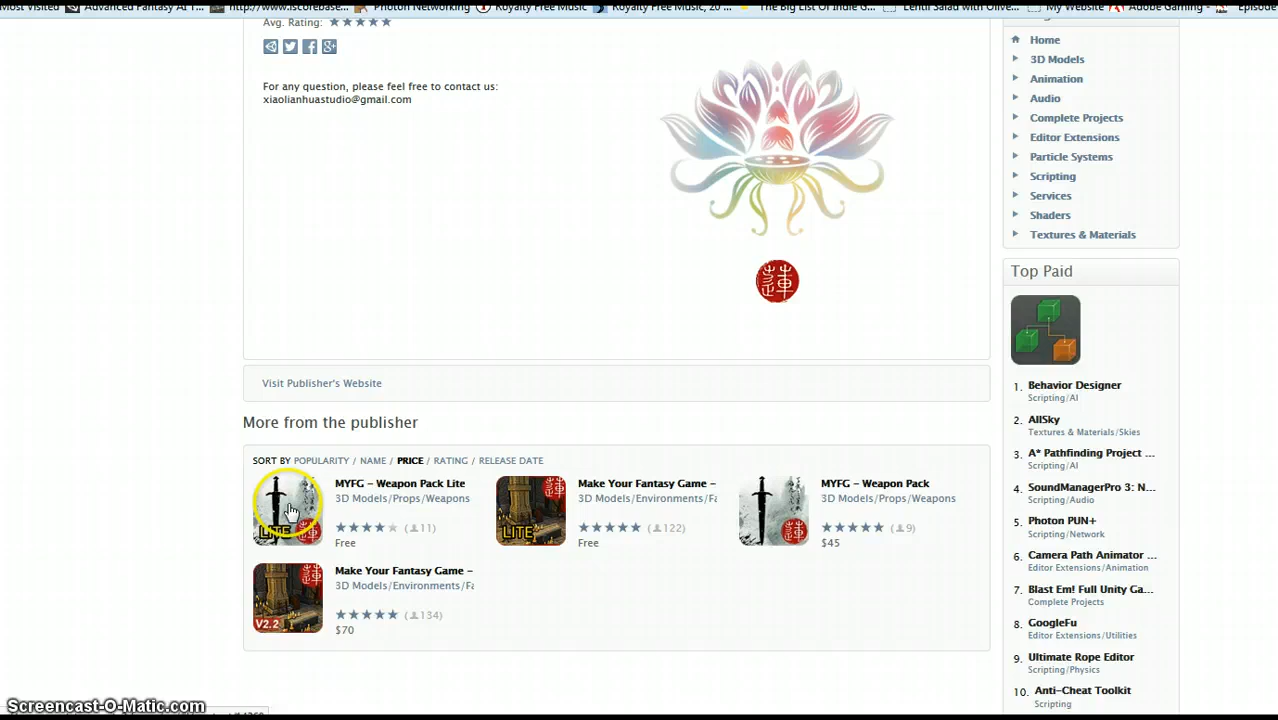 Most Visited Advanced Fantasy AI T... http://www.iscorebase... Photon Networking Royalty Free Music Royalty Free Music, 20 ... The Big List Of Indie G... Lentil Salad with Olive... My Website Adobe Gaming - Episode
Avg. Rating:
For any question, please feel free to contact us:
xiaolianhuastudio@gmail.com
蓮
Visit Publisher's Website
More from the publisher
SORT BY POPULARITY / NAME / PRICE / RATING / RELEASE DATE
MYFG - Weapon Pack Lite
3D Models/Props/Weapons
(11)
Free
LITE
Make Your Fantasy Game -
3D Models/Environments/Fa
(122)
Free
LITE
MYFG - Weapon Pack
3D Models/Props/Weapons
(9)
$45
Make Your Fantasy Game -
3D Models/Environments/Fa
(134)
$70
V2.2
Home
3D Models
Animation
Audio
Complete Projects
Editor Extensions
Particle Systems
Scripting
Services
Shaders
Textures & Materials
Top Paid
1. Behavior Designer
Scripting/AI
2. AllSky
Textures & Materials/Skies
3. A* Pathfinding Project ...
Scripting/AI
4. SoundManagerPro 3: N...
Scripting/Audio
5. Photon PUN+
Scripting/Network
6. Camera Path Animator ...
Editor Extensions/Animation
7. Blast Em! Full Unity Ga...
Complete Projects
8. GoogleFu
Editor Extensions/Utilities
9. Ultimate Rope Editor
Scripting/Physics
10. Anti-Cheat Toolkit
Scripting
Screencast-O-Matic.com